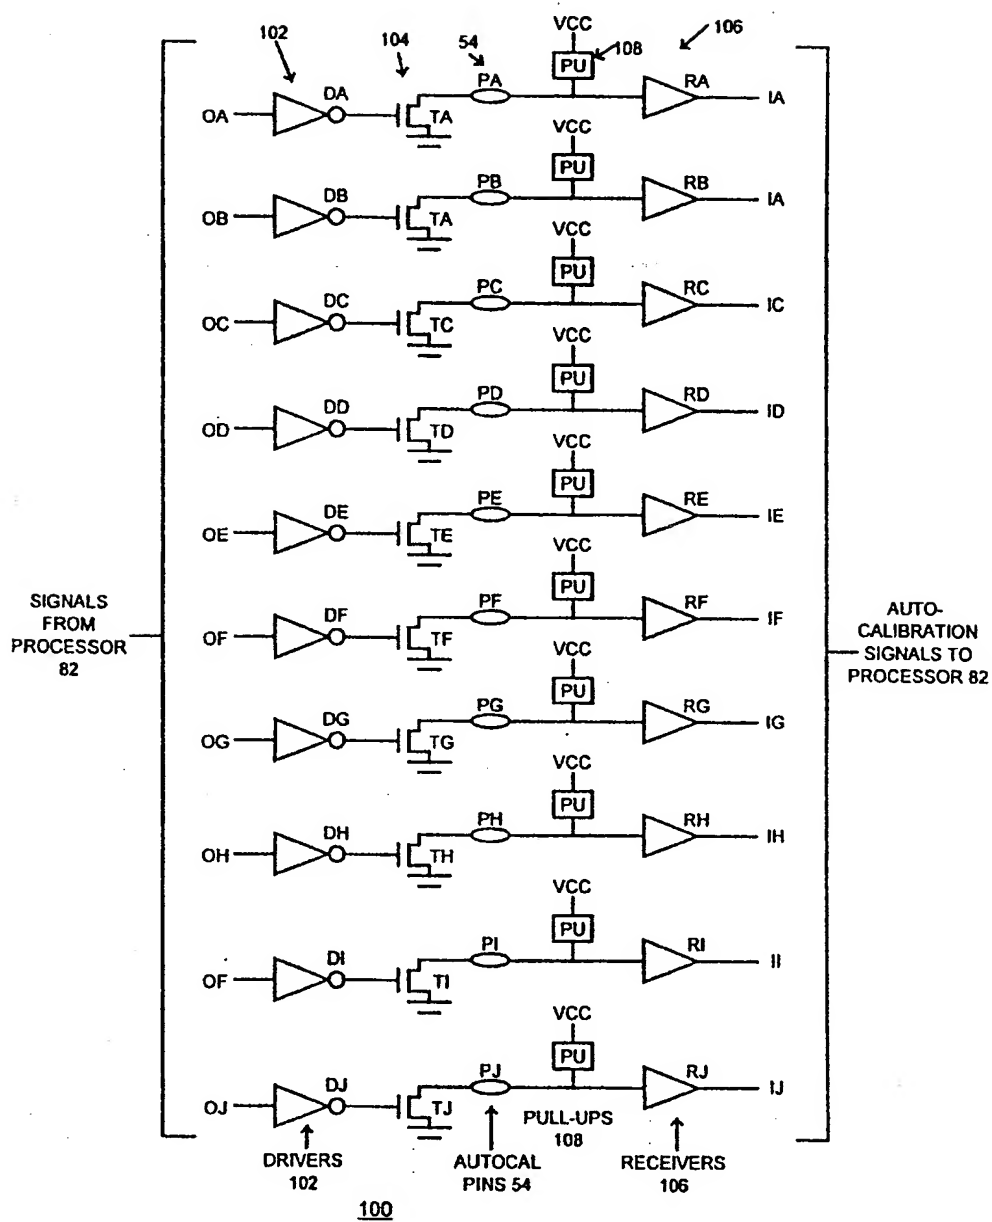 VCC
102
104
54
108
106
PU
DA
PA
RA
OA
TA
IA
VCC
PU
DB
PB
RB
OB
TA
IA
VCC
PU
DC
PC
RC
OC
TC
IC
VCC
PU
DD
PD
RD
OD
TD
ID
VCC
PU
DE
PE
RE
OE
TE
IE
VCC
PU
DF
PF
RF
OF
TF
IF
SIGNALS
FROM
PROCESSOR
82
AUTO-
CALIBRATION
SIGNALS TO
PROCESSOR 82
VCC
PU
DG
PG
RG
OG
TG
IG
VCC
PU
DH
PH
RH
OH
TH
IH
VCC
PU
DI
PI
RI
OF
TI
II
VCC
PU
DJ
PJ
RJ
OJ
TJ
IJ
DRIVERS
102
AUTOCAL
PINS 54
PULL-UPS
108
RECEIVERS
106
100